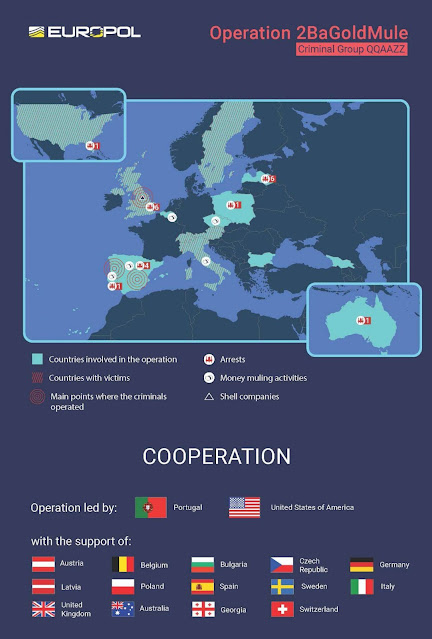 EUROPOL
Operation 2BaGoldMule
Criminal Group QQAAZZ
1
6
6
1
4
1
1
Countries involved in the operation
Countries with victims
Main points where the criminals
operated
Arrests
Money muling activities
Shell companies
COOPERATION
Operation led by:
Portugal
United States of America
with the support of:
Austria
Belgium
Bulgaria
Czech
Republic
Germany
Latvia
Poland
Spain
Sweden
Italy
United
Kingdom
Australia
Georgia
Switzerland